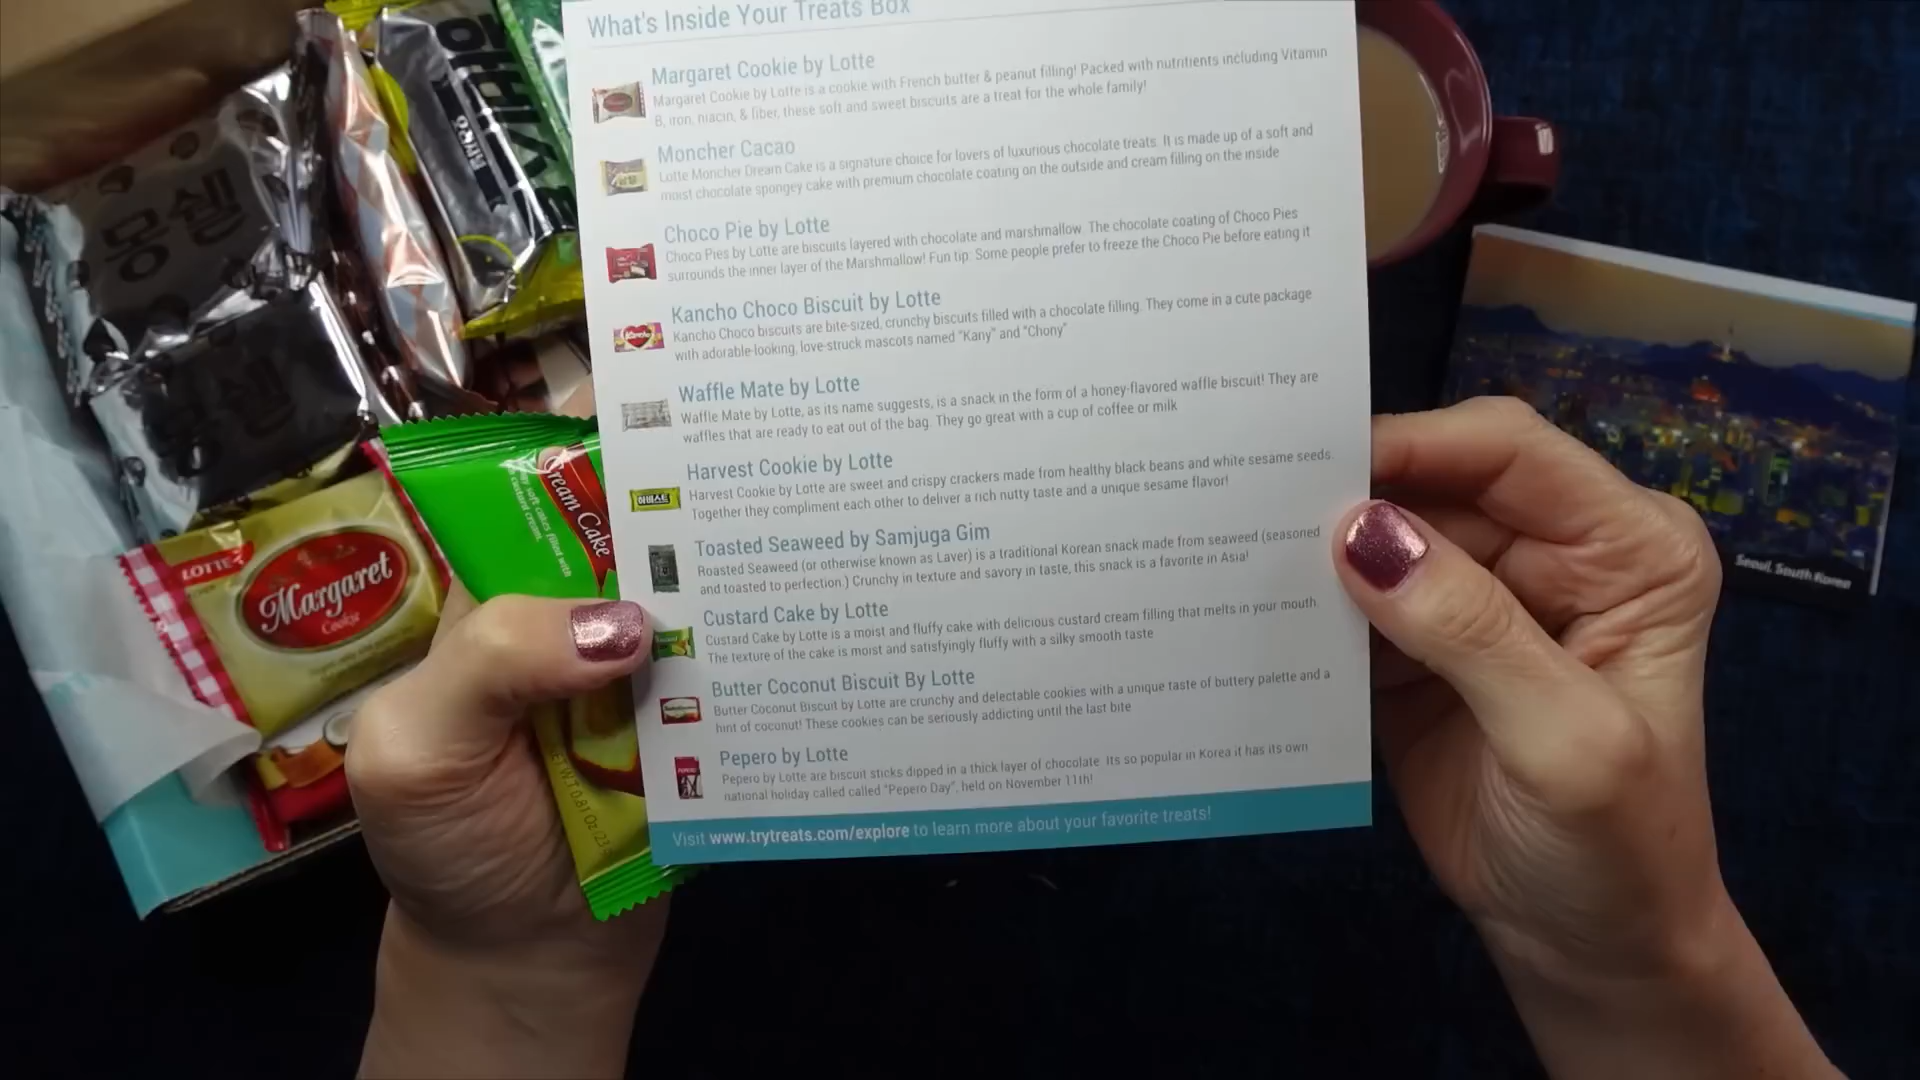 What's Inside Your Treats Box
Margaret Cookie by Lotte
Margaret Cookie by Lotte is a cookie with French butter & peanut filling! Packed with nutritients including Vitamin
B, iron, niacin, & fiber, these soft and sweet biscuits are a treat for the whole family!
Moncher Cacao
Lotte Moncher Dream Cake is a signature choice for lovers of luxurious chocolate treats. It is made up of a soft and
moist chocolate spongey cake with premium chocolate coating on the outside and cream filling on the inside
Choco Pie by Lotte
Choco Pies by Lotte are biscuits layered with chocolate and marshmallow. The chocolate coating of Choco Pies
surrounds the inner layer of the Marshmallow! Fun tip: Some people prefer to freeze the Choco Pie before eating it
Kancho Choco Biscuit by Lotte
Kancho Choco biscuits are bite-sized, crunchy biscuits filled with a chocolate filling. They come in a cute package
with adorable-looking, love-struck mascots named "Kany" and "Chony"
Waffle Mate by Lotte
Waffle Mate by Lotte, as its name suggests, is a snack in the form of a honey-flavored waffle biscuit! They are
waffles that are ready to eat out of the bag. They go great with a cup of coffee or milk
Harvest Cookie by Lotte
Harvest Cookie by Lotte are sweet and crispy crackers made from healthy black beans and white sesame seeds.
Together they compliment each other to deliver a rich nutty taste and a unique sesame flavor!
하비스트
Toasted Seaweed by Samjuga Gim
Roasted Seaweed (or otherwise known as Laver) is a traditional Korean snack made from seaweed (seasoned
and toasted to perfection.) Crunchy in texture and savory in taste, this snack is a favorite in Asia!
Custard Cake by Lotte
Custard Cake by Lotte is a moist and fluffy cake with delicious custard cream filling that melts in your mouth.
The texture of the cake is moist and satisfyingly fluffy with a silky smooth taste
Butter Coconut Biscuit By Lotte
Butter Coconut Biscuit by Lotte are crunchy and delectable cookies with a unique taste of buttery palette and a
hint of coconut! These cookies can be seriously addicting until the last bite
Pepero by Lotte
Pepero by Lotte are biscuit sticks dipped in a thick layer of chocolate. Its so popular in Korea it has its own
national holiday called called "Pepero Day", held on November 11th!
Visit www.trytreats.com/explore to learn more about your favorite treats!
몽쉘
몽쉘
LOTTE
Margaret
Cookie
Cream Cake
soft cakes filled with
custard cream.
NET WT 0.81 Oz
Seoul, South Korea